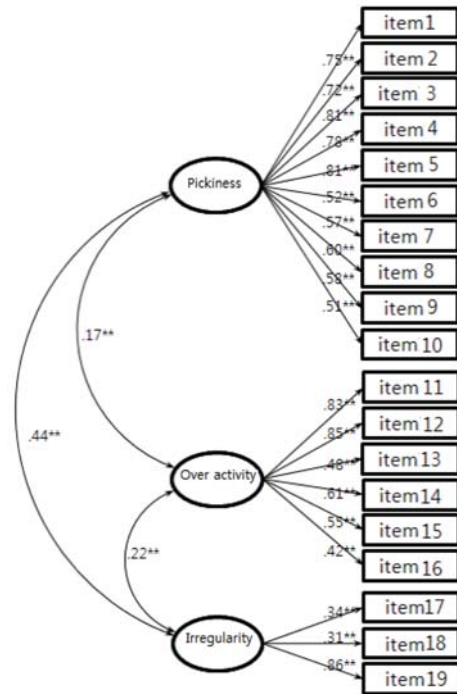 item1
.75**
item 2
.72**
item 3
.81**
item 4
.78**
item 5
.81**
item 6
.52**
item 7
.57**
item 8
.60**
item 9
.58**
item 10
.51**
Pickiness
.17**
.44**
item 11
.83**
item 12
.85**
item 13
.48**
item 14
.61**
item 15
.55**
item 16
.42**
Over activity
.22**
item17
.34**
item18
.31**
item19
.86**
Irregularity